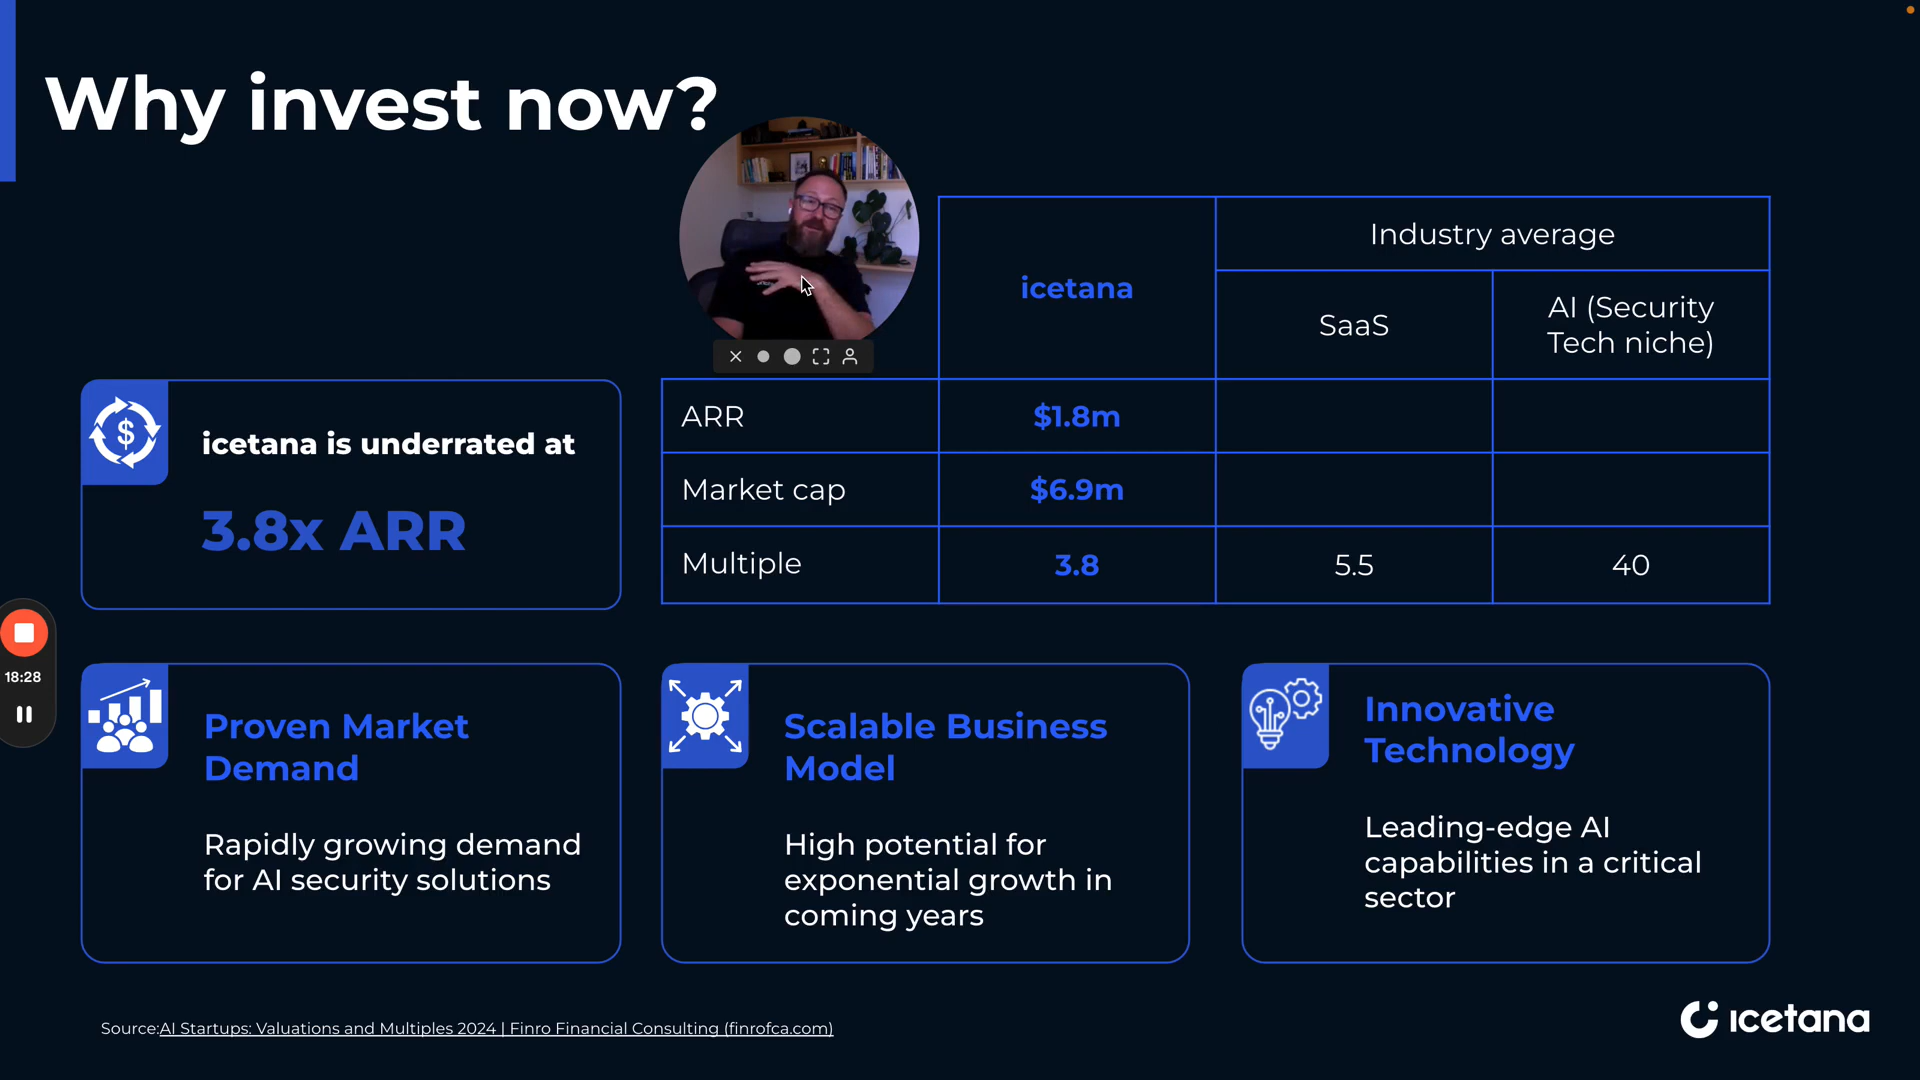 Why invest now?
icetana
Industry average
SaaS
AI (Security
Tech niche)
ARR
$1.8m
Market cap
$6.9m
Multiple
3.8
5.5
40
icetana is underrated at
3.8x ARR
18:28
Proven Market
Demand
Rapidly growing demand
for AI security solutions
Scalable Business
Model
High potential for
exponential growth in
coming years
Innovative
Technology
Leading-edge AI
capabilities in a critical
sector
Source:AI Startups: Valuations and Multiples 2024 | Finro Financial Consulting (finrofca.com)
icetana